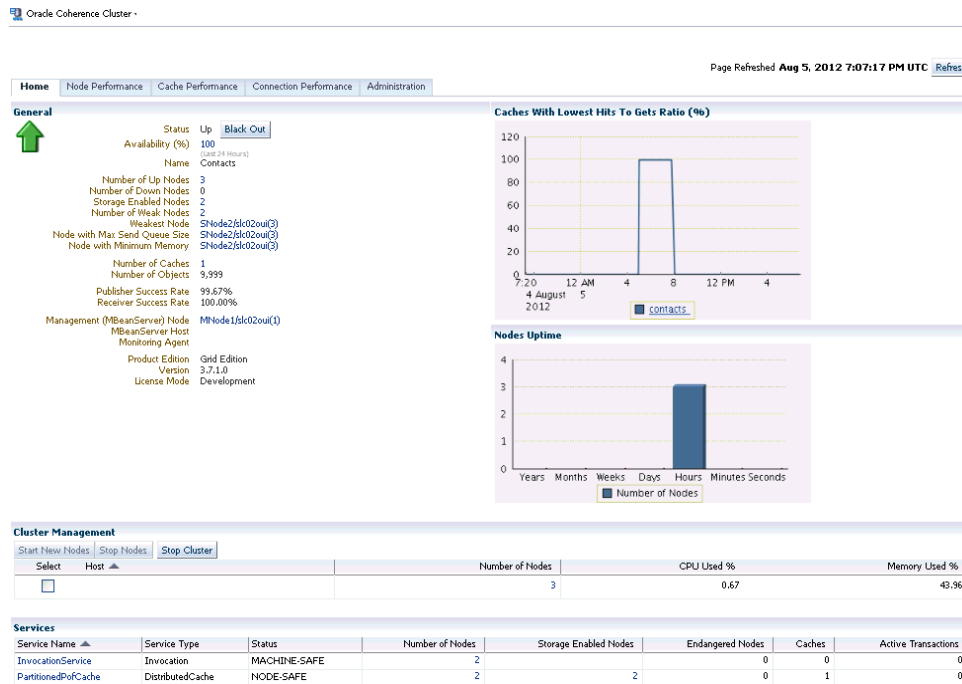 Oracle Coherence Cluster
Page Refreshed Aug 5, 2012 7:07:17 PM UTC Refres
Home Node Performance Cache Performance Connection Performance Administration
General
Status Up Black Out
Availability (%) 100
(Last 24 Hours)
Name Contacts
Number of Up Nodes 3
Number of Down Nodes 0
Storage Enabled Nodes 2
Number of Weak Nodes 2
Weakest Node SNode2/slc02oui(3)
Node with Max Send Queue Size SNode2/slc02oui(3)
Node with Minimum Memory SNode2/slc02oui(3)
Number of Caches 1
Number of Objects 9,999
Publisher Success Rate 99.67%
Receiver Success Rate 100.00%
Management (MBeanServer) Node MNode1/slc02oui(1)
MBeanServer Host
Monitoring Agent
Product Edition Grid Edition
Version 3.7.1.0
License Mode Development
Caches With Lowest Hits To Gets Ratio (%)
120
100
80
60
40
20
0
7:20 12 AM 4 8 12 PM 4
4 August 5
2012
contacts
Nodes Uptime
4
3
2
1
0
Years Months Weeks Days Hours Minutes Seconds
Number of Nodes
Cluster Management
Start New Nodes Stop Nodes Stop Cluster
Select Host Number of Nodes CPU Used % Memory Used %
3 0.67 43.96
Services
Service Name Service Type Status Number of Nodes Storage Enabled Nodes Endangered Nodes Caches Active Transactions
InvocationService Invocation MACHINE-SAFE 2 0 0 0
PartitionedPofCache DistributedCache NODE-SAFE 2 2 0 1 0